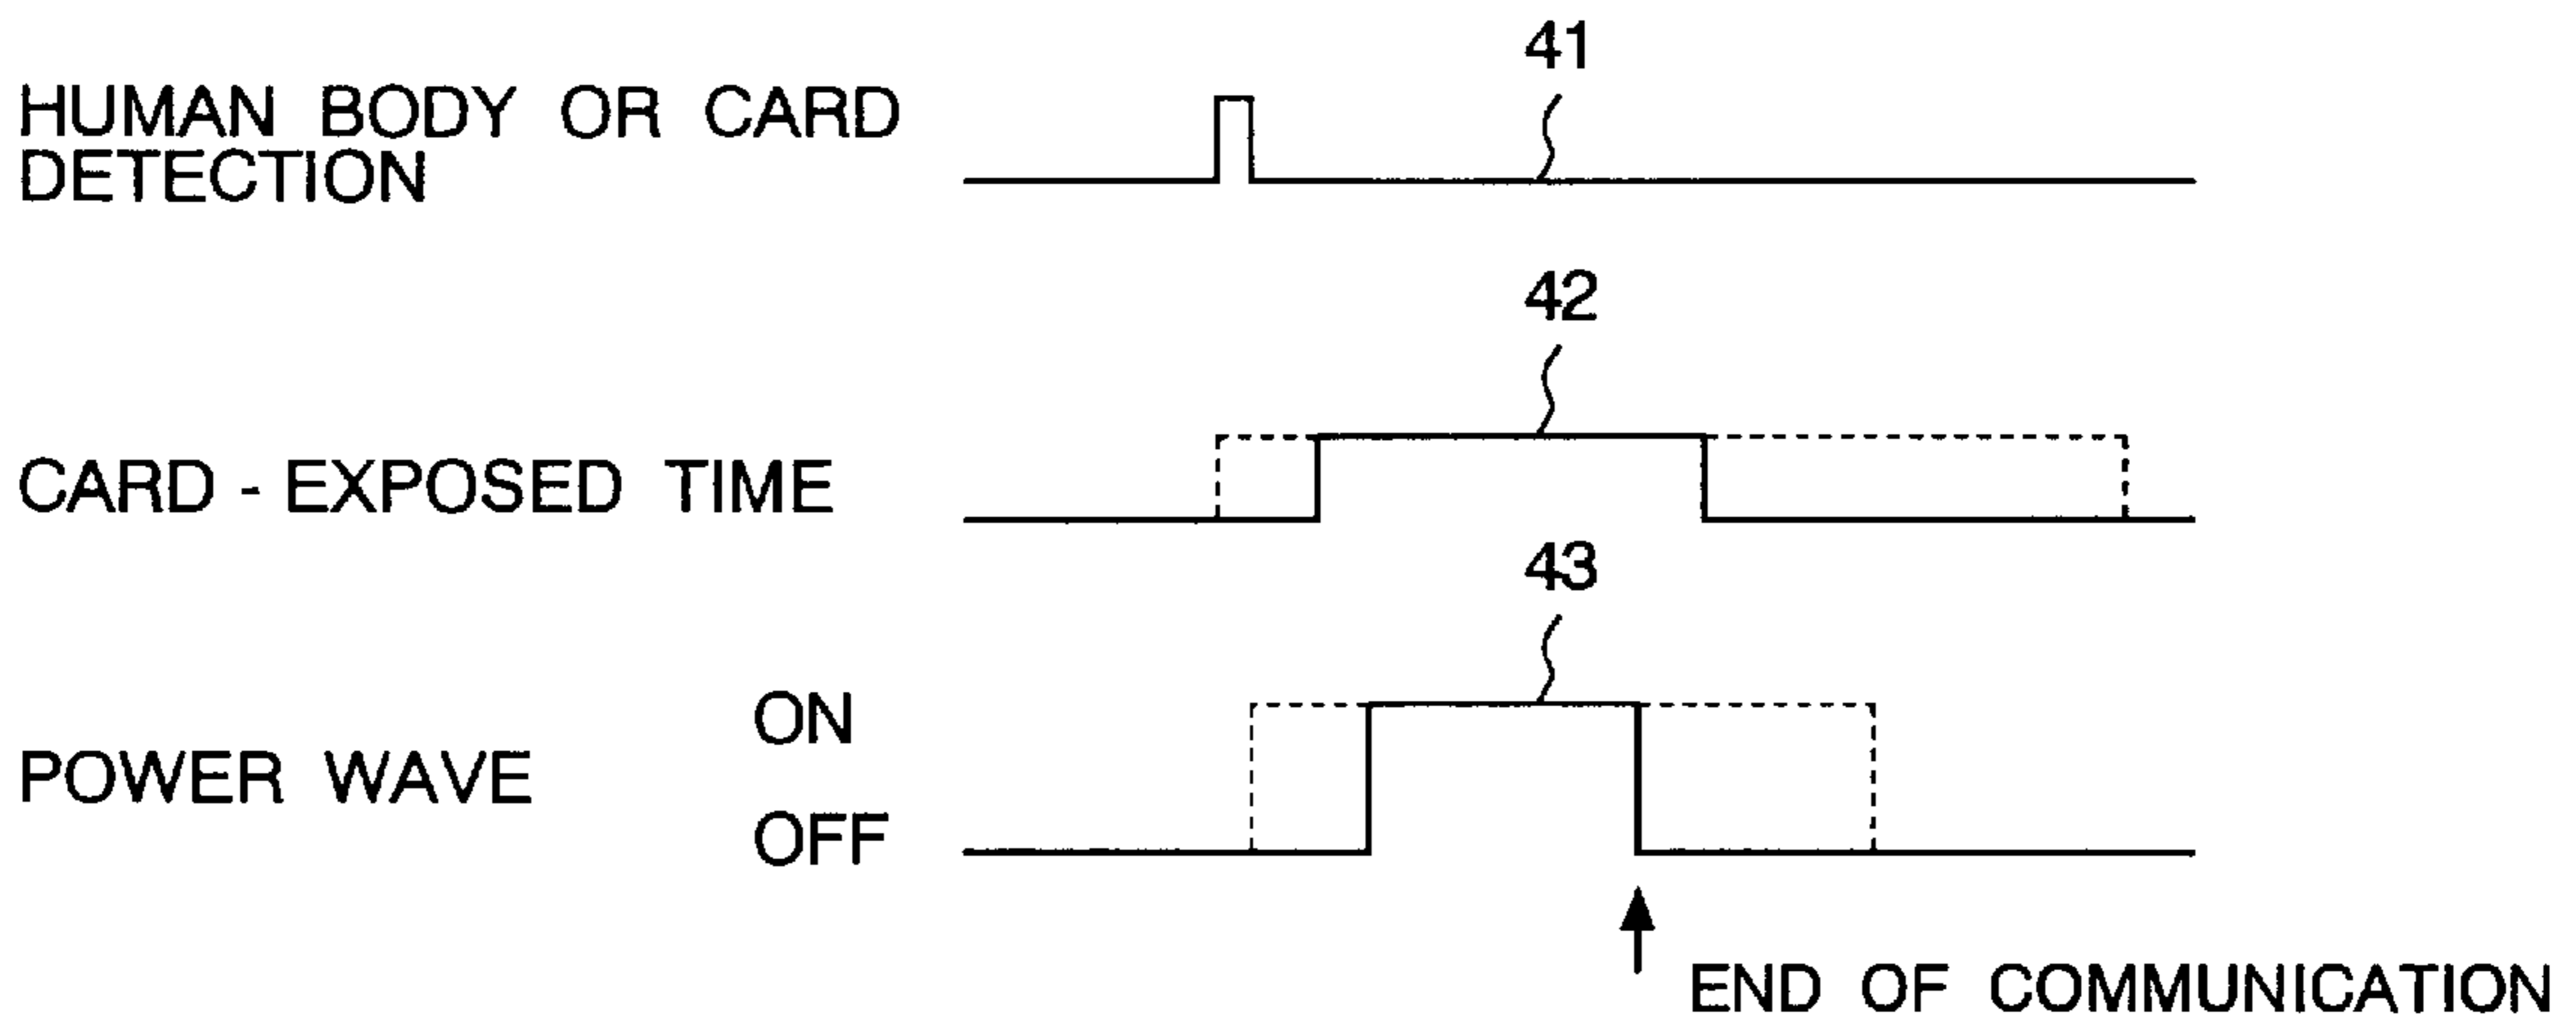 41
HUMAN BODY OR CARD
DETECTION
42
CARD - EXPOSED TIME
43
ON
POWER WAVE
OFF
END OF COMMUNICATION